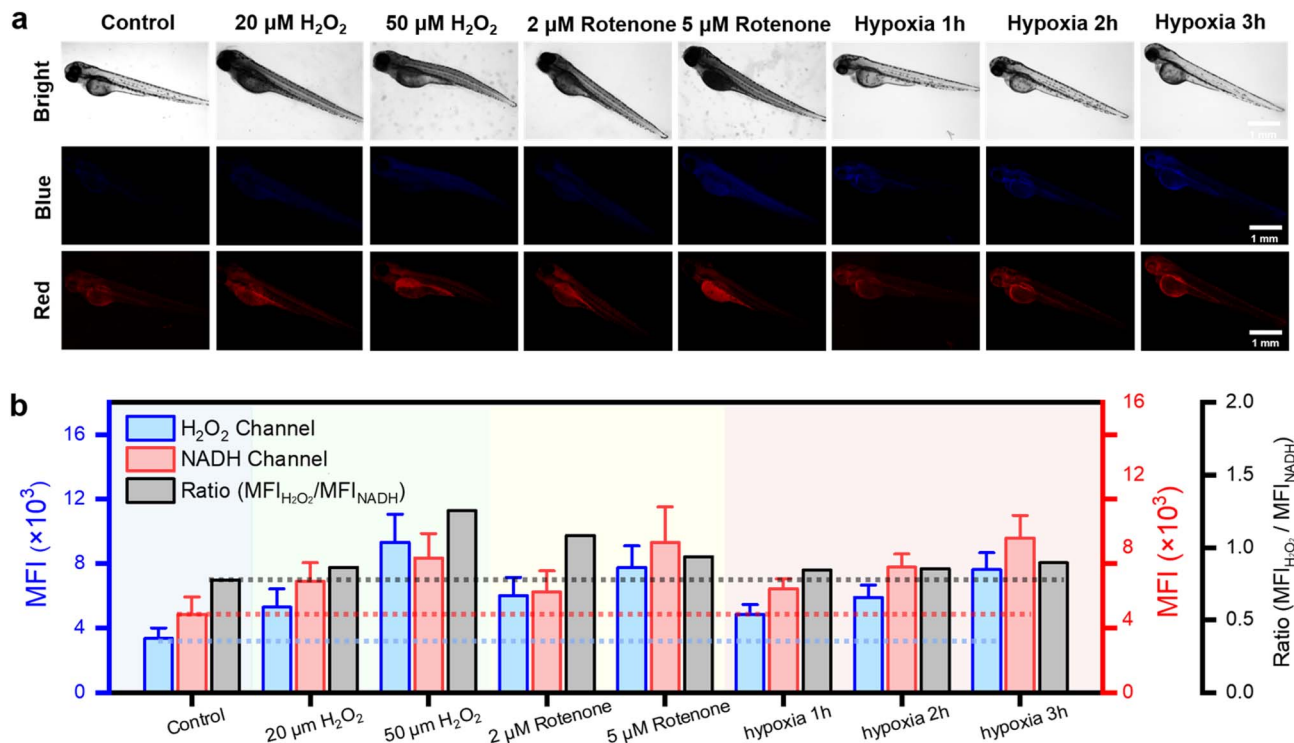 a
Control 20 µM H₂O₂ 50 µM H₂O₂ 2 µM Rotenone 5 µM Rotenone Hypoxia 1h Hypoxia 2h Hypoxia 3h
Bright
1 mm
Blue
1 mm
Red
1 mm
b
H₂O₂ Channel
NADH Channel
Ratio (MFI_H₂O₂/MFI_NADH)
MFI (×10³)
16
12
8
4
0
MFI (×10³)
16
12
8
4
0
Ratio (MFI_H₂O₂ / MFI_NADH)
2.0
1.5
1.0
0.5
0.0
Control 20 µm H₂O₂ 50 µm H₂O₂ 2 µM Rotenone 5 µM Rotenone hypoxia 1h hypoxia 2h hypoxia 3h